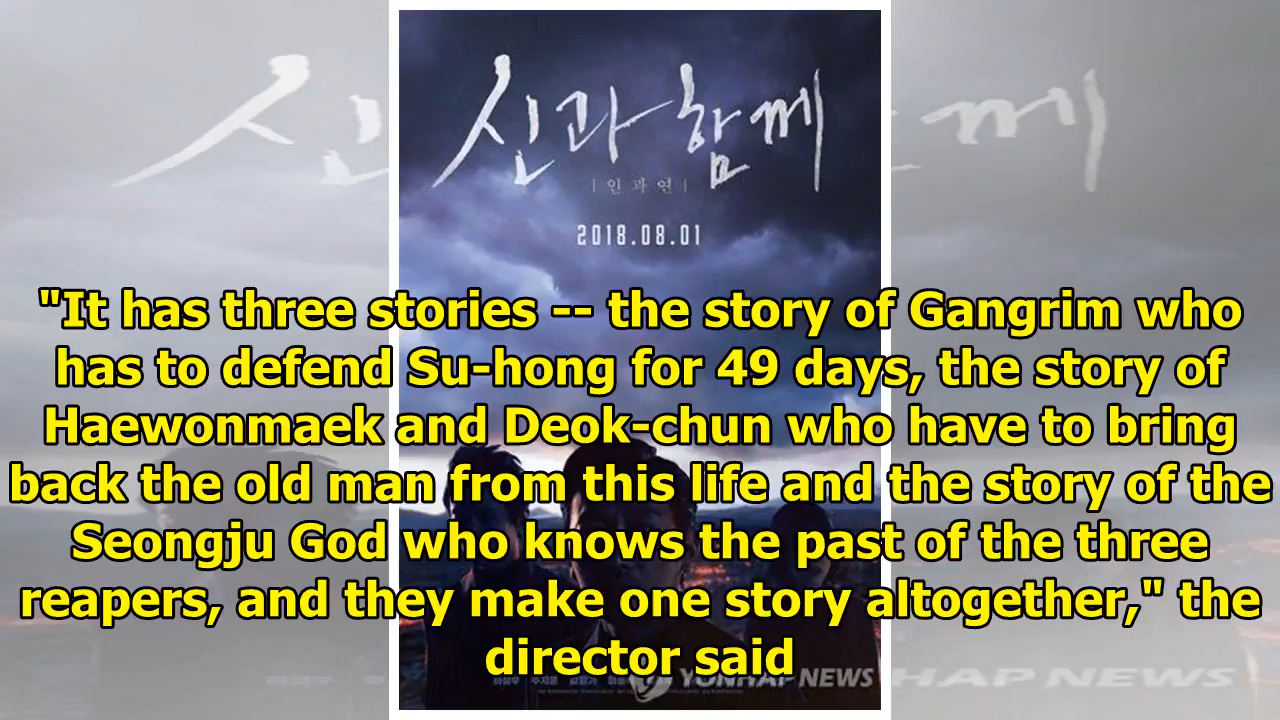 신과 함께
인과 연
2018.08.01
"It has three stories -- the story of Gangrim who
has to defend Su-hong for 49 days, the story of
Haewonmaek and Deok-chun who have to bring
back the old man from this life and the story of the
Seongju God who knows the past of the three
reapers, and they make one story altogether," the
director said
YONHAP NEWS
HAP NEWS